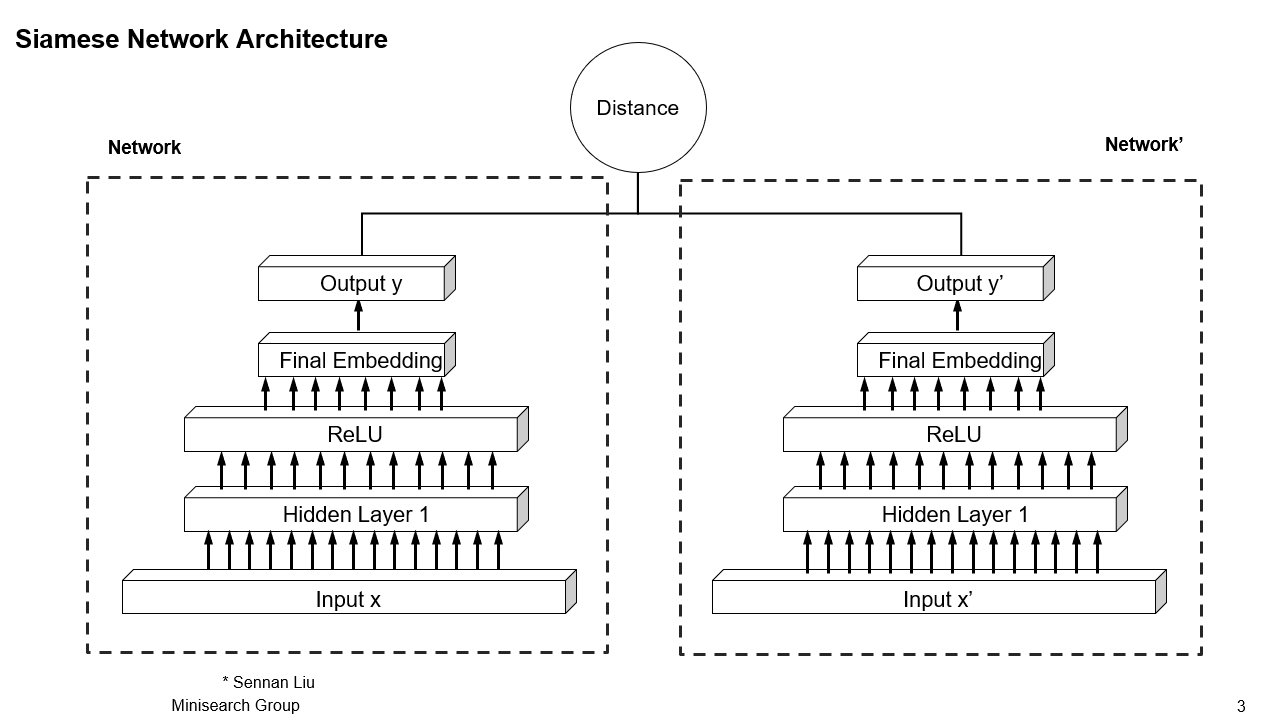 Siamese Network Architecture
Distance
Network
Network’
Output y
Output y’
Final Embedding
Final Embedding
ReLU
ReLU
Hidden Layer 1
Hidden Layer 1
Input x
Input x’
* Sennan Liu
Minisearch Group
3